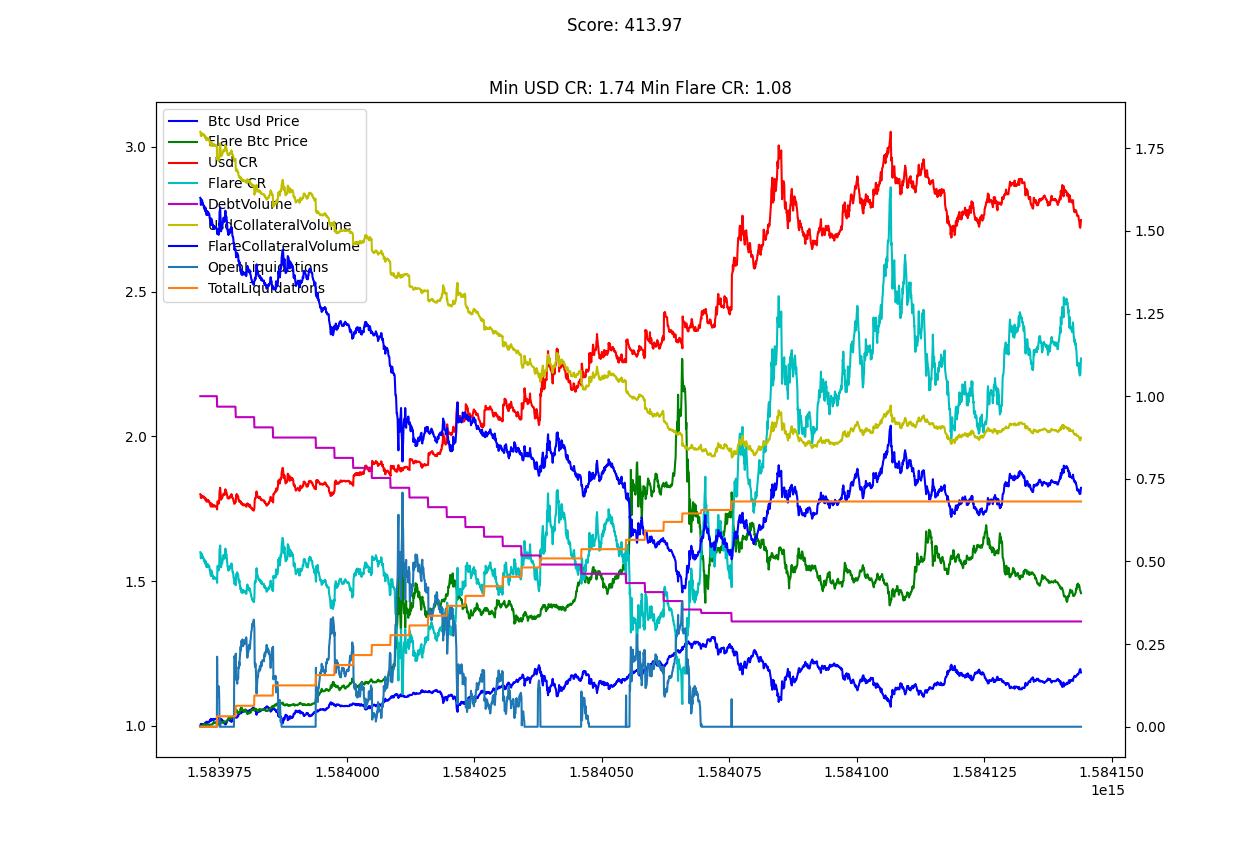 Score: 413.97
Min USD CR: 1.74 Min Flare CR: 1.08
Btc Usd Price
Flare Btc Price
Usd CR
Flare CR
DebtVolume
UsdCollateralVolume
FlareCollateralVolume
OpenLiquidations
TotalLiquidations
3.0
2.5
2.0
1.5
1.0
1.75
1.50
1.25
1.00
0.75
0.50
0.25
0.00
1.583975
1.584000
1.584025
1.584050
1.584075
1.584100
1.584125
1.584150
1e15